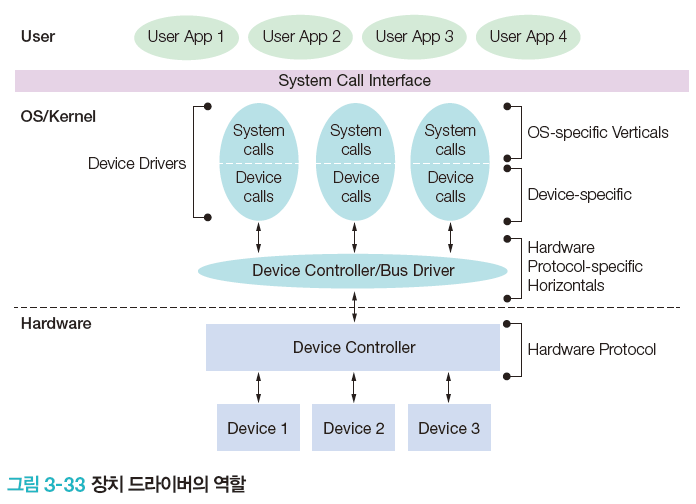 User
User App 1
User App 2
User App 3
User App 4
System Call Interface
OS/Kernel
Device Drivers
System
calls
Device
calls
System
calls
Device
calls
System
calls
Device
calls
OS-specific Verticals
Device-specific
Device Controller/Bus Driver
Hardware
Protocol-specific
Horizontals
Hardware
Device Controller
Hardware Protocol
Device 1
Device 2
Device 3
그림 3-33 장치 드라이버의 역할